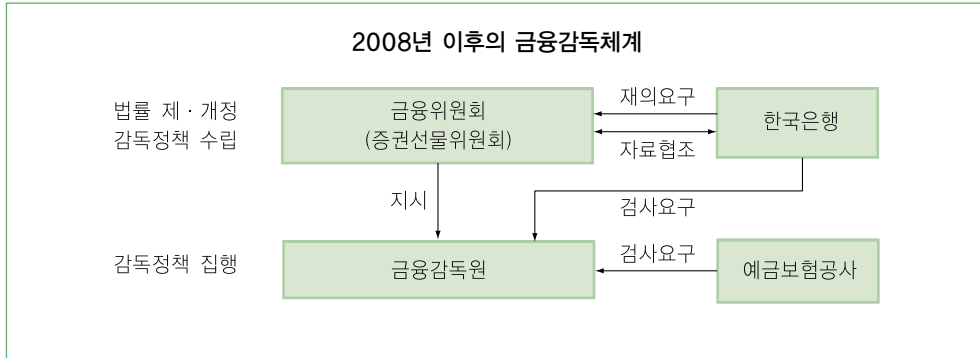 2008년 이후의 금융감독체계
법률 제·개정
감독정책 수립
금융위원회
(증권선물위원회)
재의요구
자료협조
한국은행
지시
검사요구
감독정책 집행
금융감독원
검사요구
예금보험공사